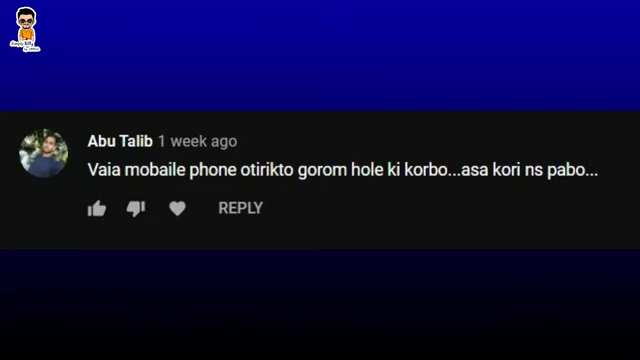 Abu Talib 1 week ago
Vaia mobaile phone otirikto gorom hole ki korbo...asa kori ns pabo...
REPLY